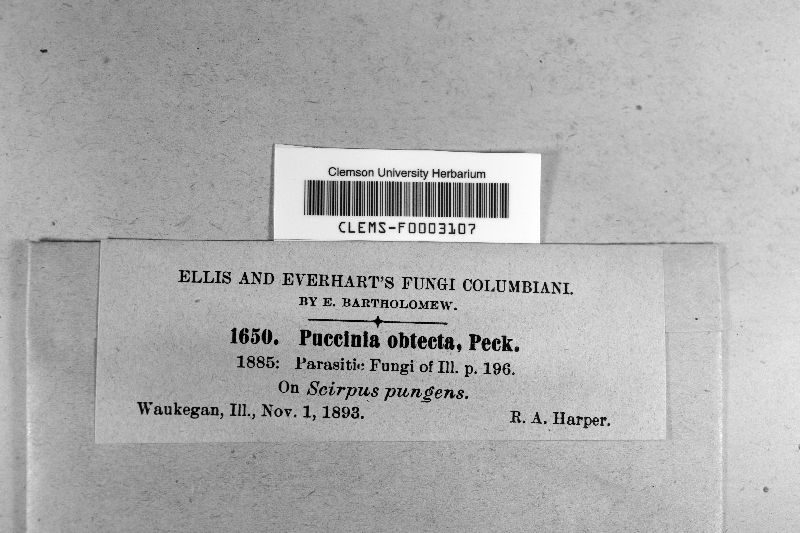 Clemson University Herbarium
CLEMS-F0003107
ELLIS AND EVERHART'S FUNGI COLUMBIANI.
BY E. BARTHOLOMEW.
1650. Puccinia obtecta, Peck.
1885: Parasitic Fungi of Ill. p. 196.
On Scirpus pungens.
Waukegan, Ill., Nov. 1, 1893. R. A. Harper.